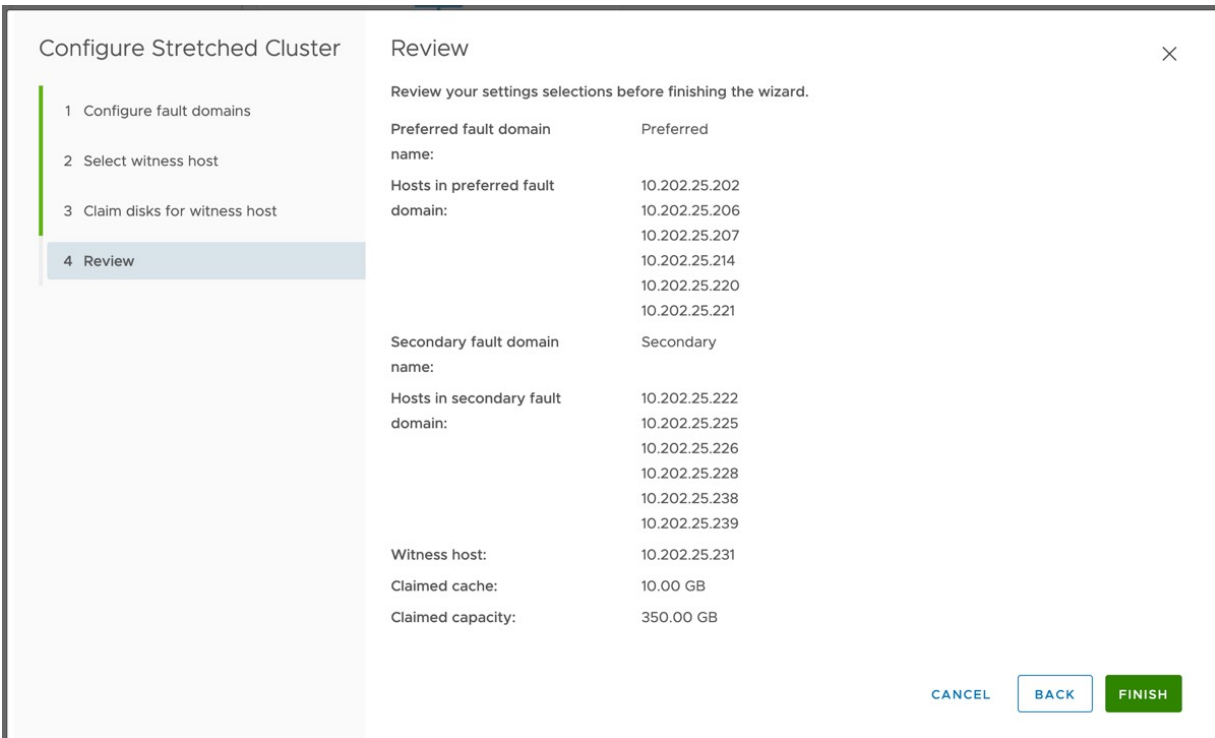 Configure Stretched Cluster
1 Configure fault domains
2 Select witness host
3 Claim disks for witness host
4 Review
Review
Review your settings selections before finishing the wizard.
Preferred fault domain name: Preferred
Hosts in preferred fault domain: 10.202.25.202
10.202.25.206
10.202.25.207
10.202.25.214
10.202.25.220
10.202.25.221
Secondary fault domain name: Secondary
Hosts in secondary fault domain: 10.202.25.222
10.202.25.225
10.202.25.226
10.202.25.228
10.202.25.238
10.202.25.239
Witness host: 10.202.25.231
Claimed cache: 10.00 GB
Claimed capacity: 350.00 GB
CANCEL BACK FINISH